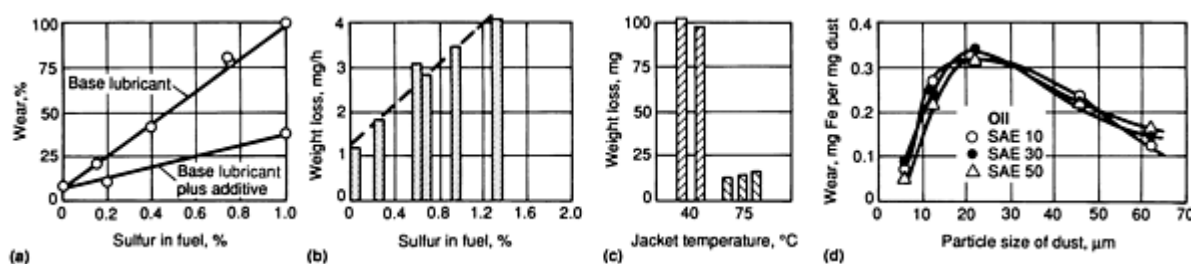 100
75
50
25
0
0
0.2
0.4
0.6
0.8
1.0
Wear, %
Base lubricant
Base lubricant
plus additive
Sulfur in fuel, %
(a)
4
3
2
1
0
0
0.4
0.8
1.2
1.6
2.0
Weight loss, mg/h
Sulfur in fuel, %
(b)
100
75
50
25
0
40
75
Weight loss, mg
Jacket temperature, °C
(c)
0.4
0.3
0.2
0.1
0
10
20
30
40
50
60
70
Wear, mg Fe per mg dust
Oil
SAE 10
SAE 30
SAE 50
Particle size of dust, µm
(d)